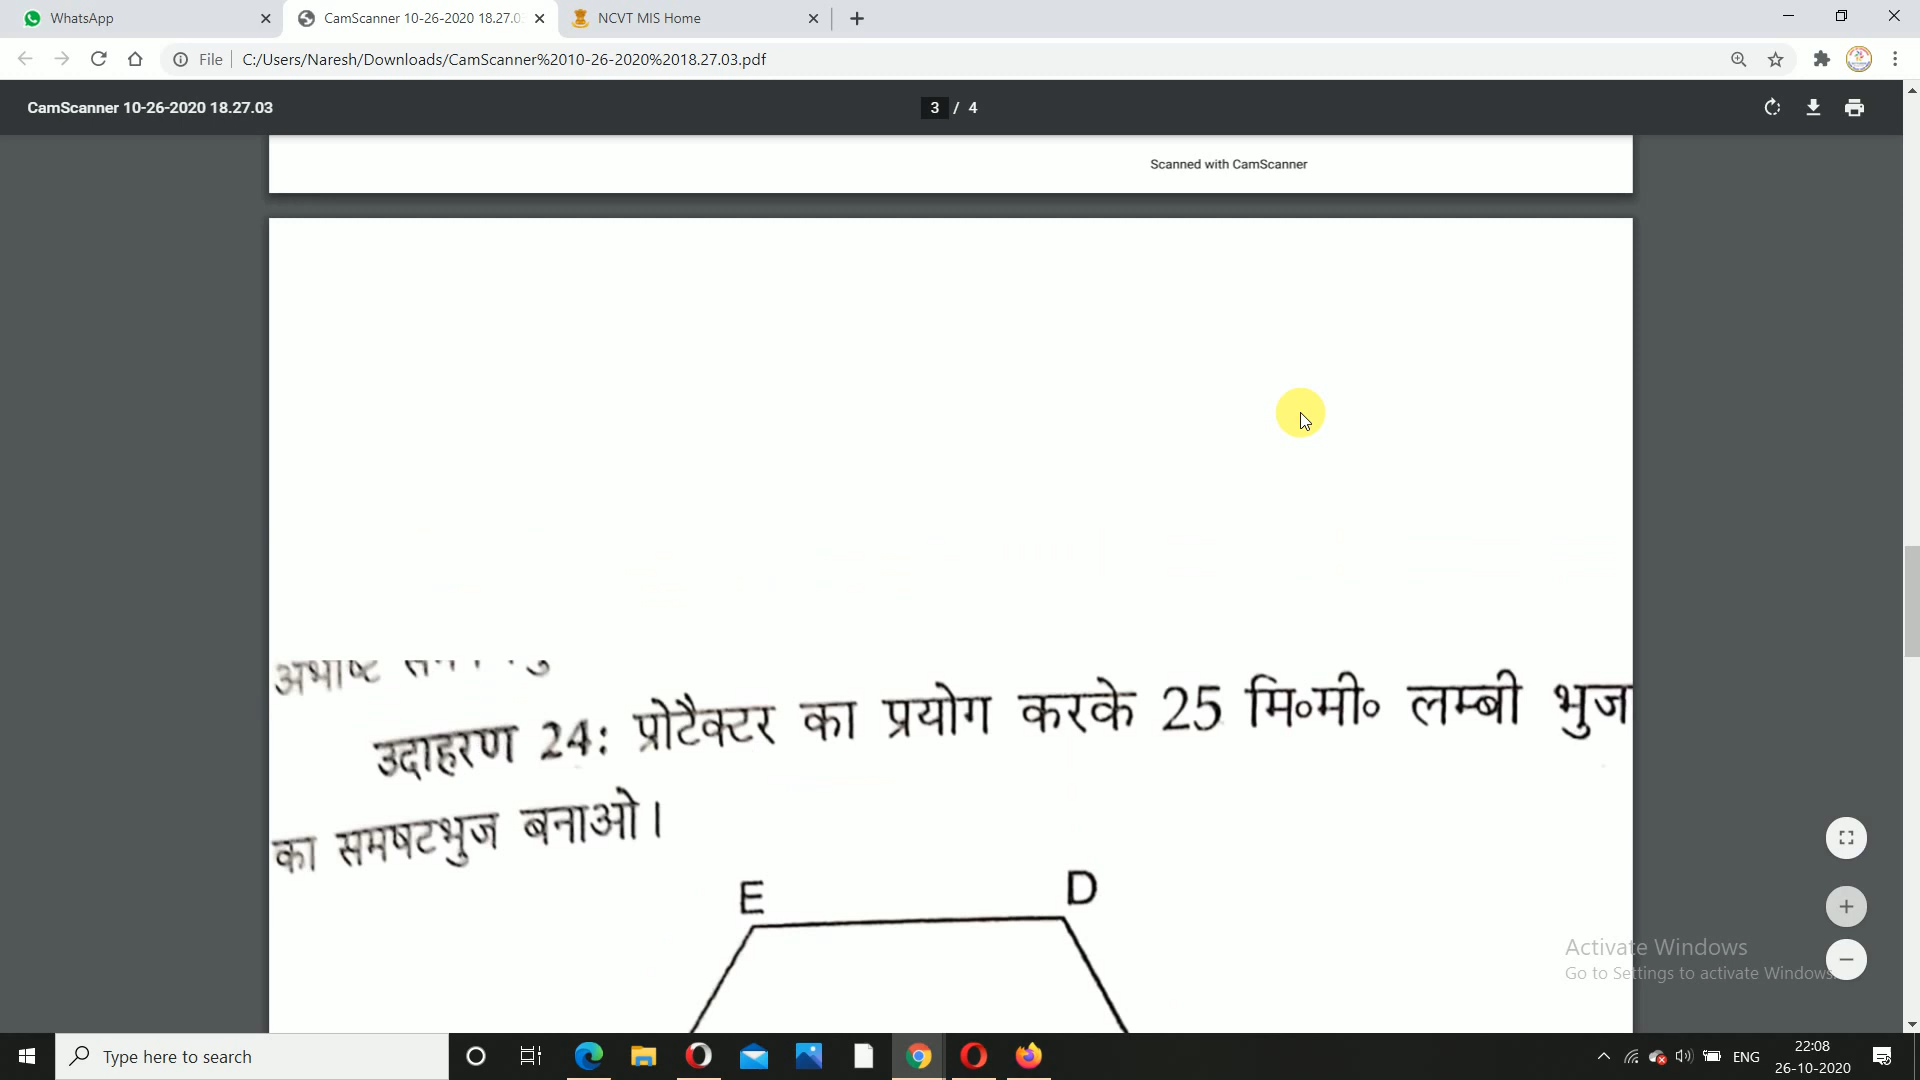 WhatsApp
CamScanner 10-26-2020 18.27.0
NCVT MIS Home
File
C:/Users/Naresh/Downloads/CamScanner%2010-26-2020%2018.27.03.pdf
CamScanner 10-26-2020 18.27.03
3 / 4
Scanned with CamScanner
उदाहरण 24: प्रोटैक्टर का प्रयोग करके 25 मि॰मी॰ लम्बी भुज
का समषटभुज बनाओ।
E
D
Activate Windows
Go to Settings to activate Windows.
Type here to search
ENG
22:08
26-10-2020